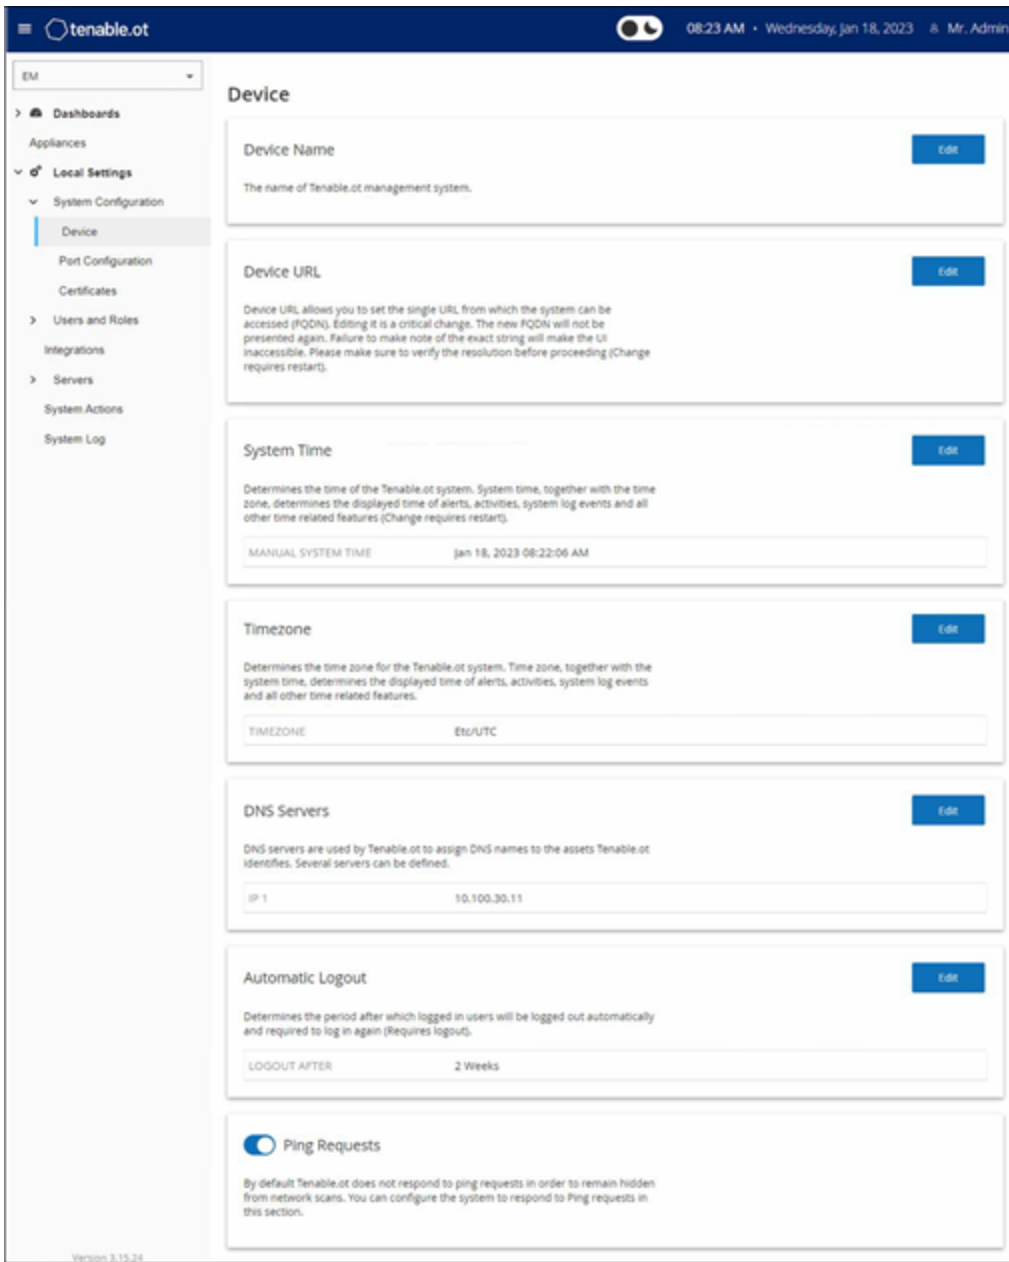 tenable.ot
08:23 AM • Wednesday, Jan 18, 2023 Mr. Admin
EM
Dashboards
Appliances
Local Settings
System Configuration
Device
Port Configuration
Certificates
Users and Roles
Integrations
Servers
System Actions
System Log
Version 3.15.24
Device
Device Name
Edit
The name of Tenable.ot management system.
Device URL
Edit
Device URL allows you to set the single URL from which the system can be
accessed (FQDN). Editing it is a critical change. The new FQDN will not be
presented again. Failure to make note of the exact string will make the UI
inaccessible. Please make sure to verify the resolution before proceeding (Change
requires restart).
System Time
Edit
Determines the time of the Tenable.ot system. System time, together with the time
zone, determines the displayed time of alerts, activities, system log events and all
other time related features (Change requires restart).
MANUAL SYSTEM TIME Jan 18, 2023 08:22:06 AM
Timezone
Edit
Determines the time zone for the Tenable.ot system. Time zone, together with the
system time, determines the displayed time of alerts, activities, system log events
and all other time related features.
TIMEZONE Etc/UTC
DNS Servers
Edit
DNS servers are used by Tenable.ot to assign DNS names to the assets Tenable.ot
identifies. Several servers can be defined.
IP 1 10.100.30.11
Automatic Logout
Edit
Determines the period after which logged in users will be logged out automatically
and required to log in again (Requires logout).
LOGOUT AFTER 2 Weeks
Ping Requests
By default Tenable.ot does not respond to ping requests in order to remain hidden
from network scans. You can configure the system to respond to Ping requests in
this section.